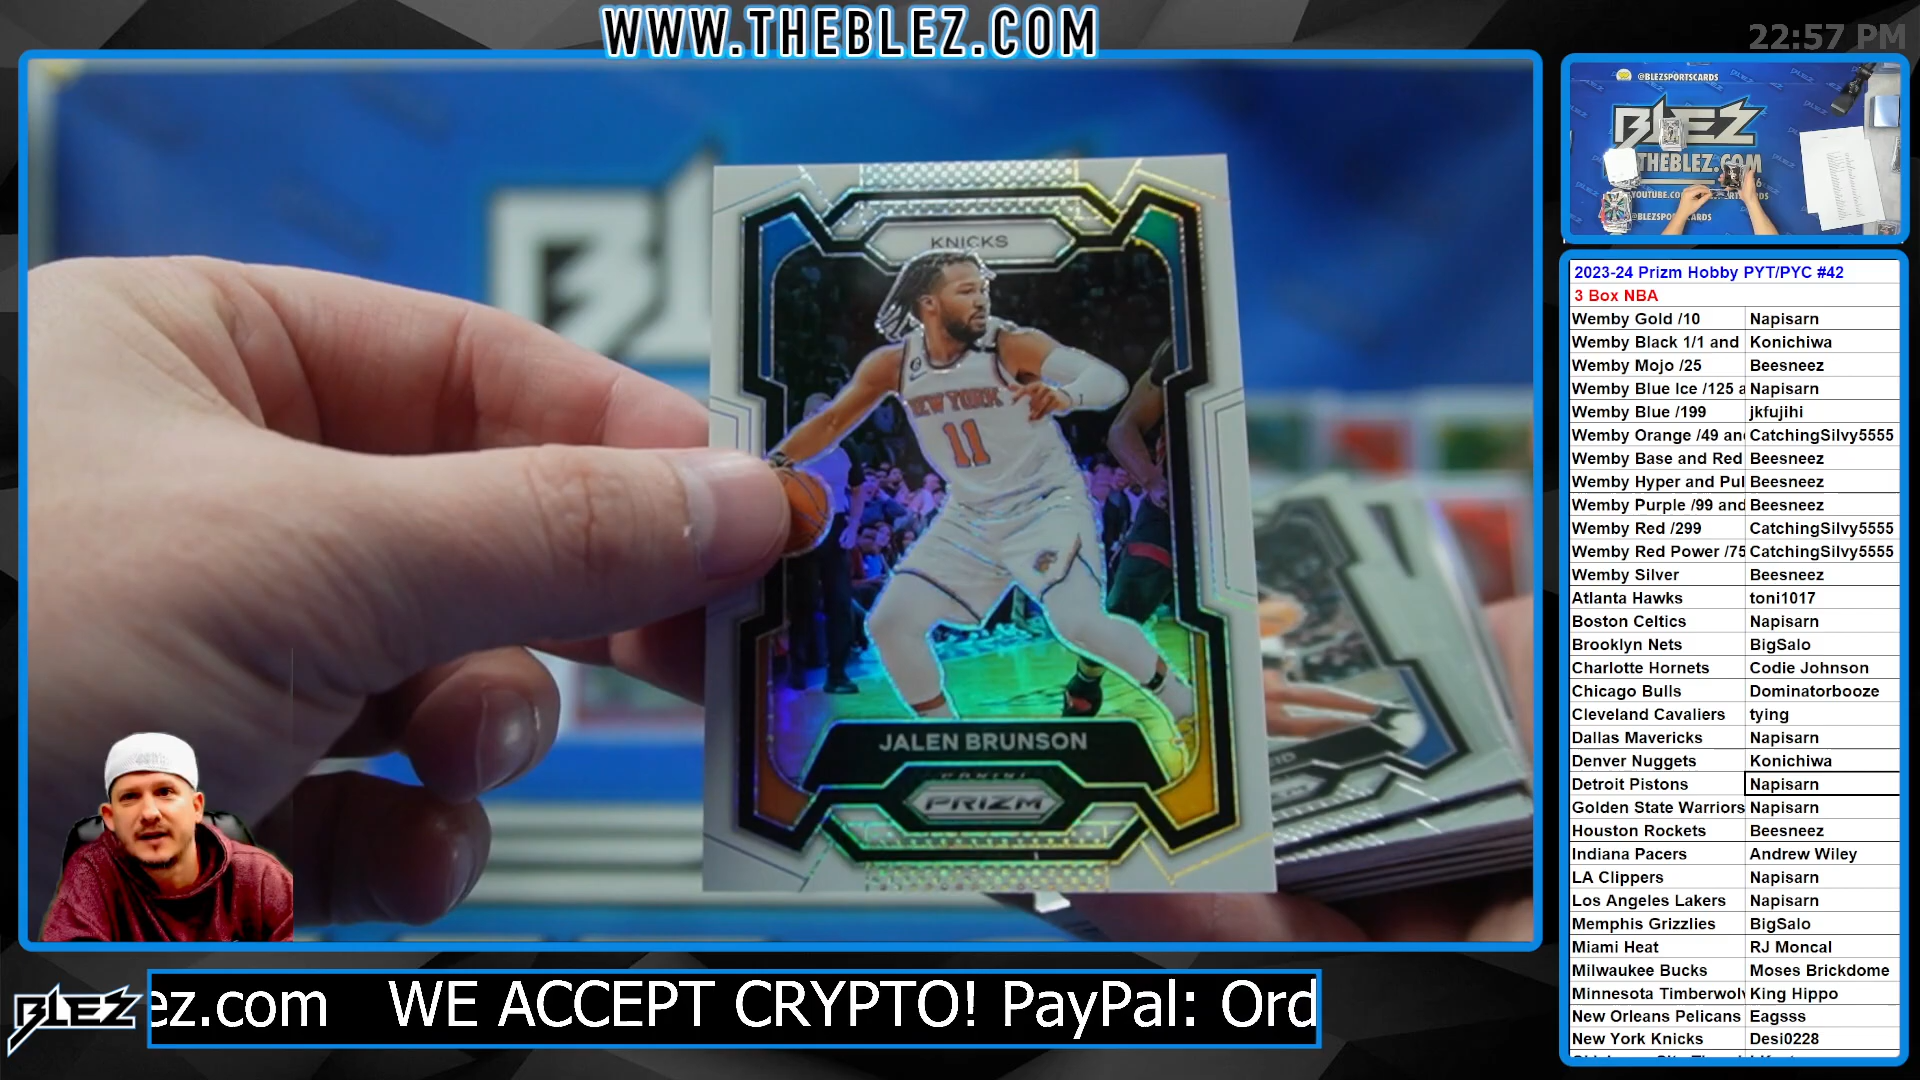 WWW.THEBLEZ.COM
22:57 PM
KNICKS
NEW YORK
11
JALEN BRUNSON
PANINI
PRIZM
@BLEZSPORTSCARDS
BLEZ
THEBLEZ.COM
2023-24 Prizm Hobby PYT/PYC #42
3 Box NBA
Wemby Gold /10 Napisarn
Wemby Black 1/1 and Konichiwa
Wemby Mojo /25 Beesneez
Wemby Blue Ice /125 a Napisarn
Wemby Blue /199 jkfujihi
Wemby Orange /49 an CatchingSilvy5555
Wemby Base and Red Beesneez
Wemby Hyper and Pul Beesneez
Wemby Purple /99 and Beesneez
Wemby Red /299 CatchingSilvy5555
Wemby Red Power /75 CatchingSilvy5555
Wemby Silver Beesneez
Atlanta Hawks toni1017
Boston Celtics Napisarn
Brooklyn Nets BigSalo
Charlotte Hornets Codie Johnson
Chicago Bulls Dominatorbooze
Cleveland Cavaliers tying
Dallas Mavericks Napisarn
Denver Nuggets Konichiwa
Detroit Pistons Napisarn
Golden State Warriors Napisarn
Houston Rockets Beesneez
Indiana Pacers Andrew Wiley
LA Clippers Napisarn
Los Angeles Lakers Napisarn
Memphis Grizzlies BigSalo
Miami Heat RJ Moncal
Milwaukee Bucks Moses Brickdome
Minnesota Timberwolv King Hippo
New Orleans Pelicans Eagsss
New York Knicks Desi0228
BLEZ
ez.com WE ACCEPT CRYPTO! PayPal: Ord